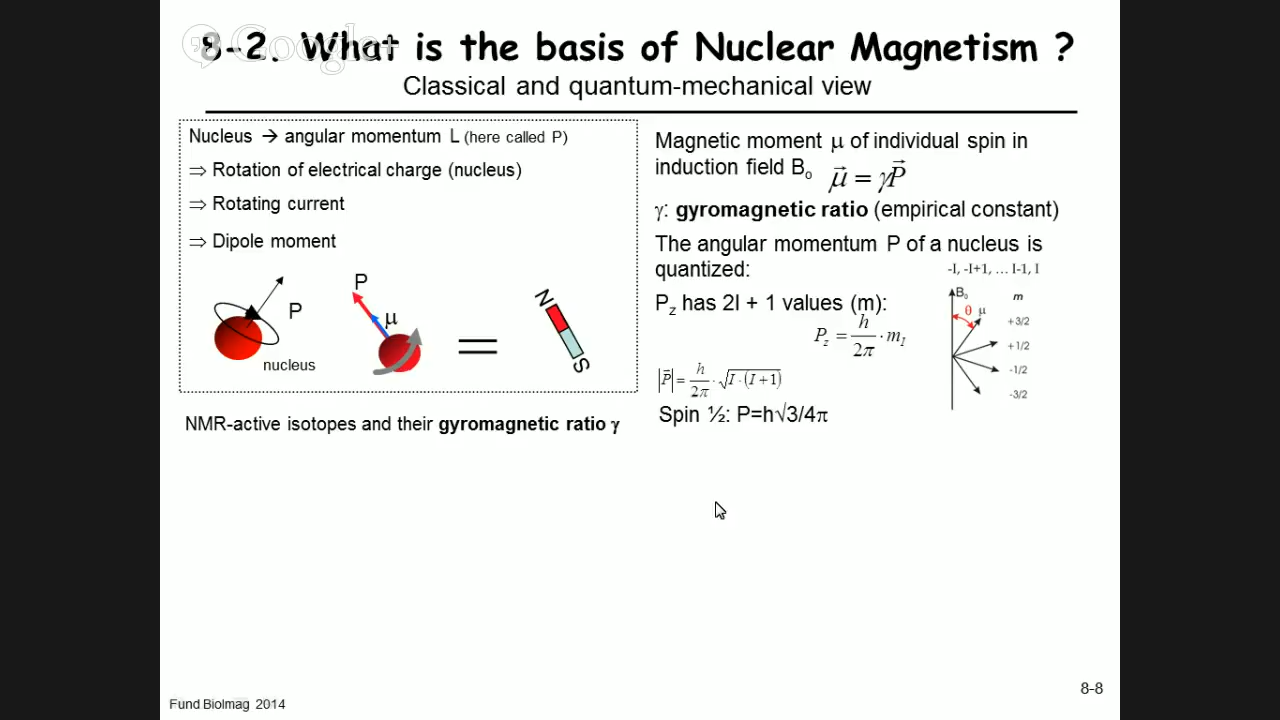 Google+
8-2. What is the basis of Nuclear Magnetism ?
Classical and quantum-mechanical view
Nucleus → angular momentum L (here called P)
⇒ Rotation of electrical charge (nucleus)
⇒ Rotating current
⇒ Dipole moment
P
nucleus
P
μ
=
N
S
NMR-active isotopes and their gyromagnetic ratio γ
Magnetic moment μ of individual spin in
induction field B₀ μ⃗ = γP⃗
γ: gyromagnetic ratio (empirical constant)
The angular momentum P of a nucleus is
quantized:
-I, -I+1, … I-1, I
P_z has 2I + 1 values (m):
P_z = h/2π · m_I
|P⃗| = h/2π · √(I·(I+1))
Spin ½: P=h√3/4π
B₀
θ
μ
m
+3/2
+1/2
-1/2
-3/2
Fund Biolmag 2014
8-8